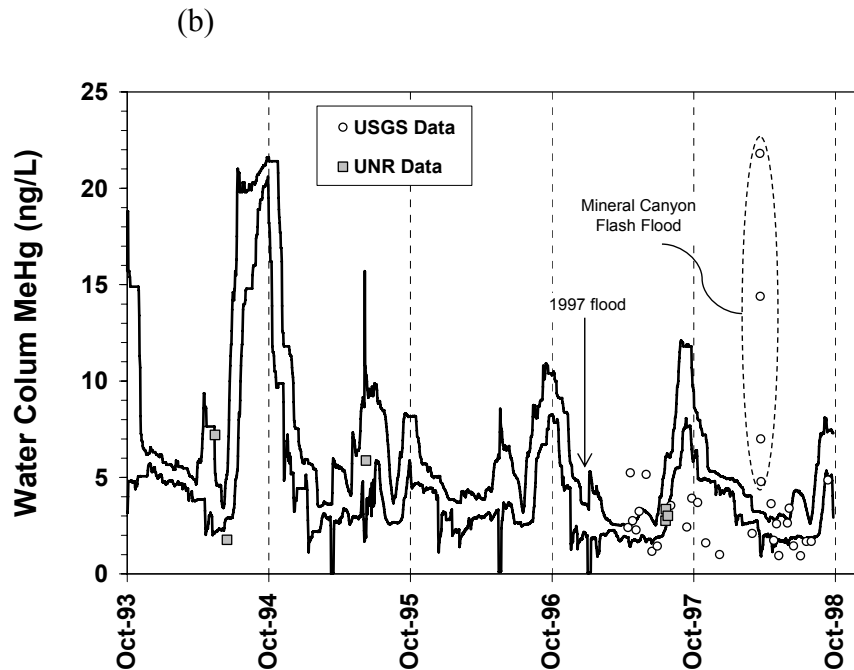 (b)
Water Colum MeHg (ng/L)
25
20
15
10
5
0
USGS Data
UNR Data
Mineral Canyon
Flash Flood
1997 flood
Oct-93
Oct-94
Oct-95
Oct-96
Oct-97
Oct-98